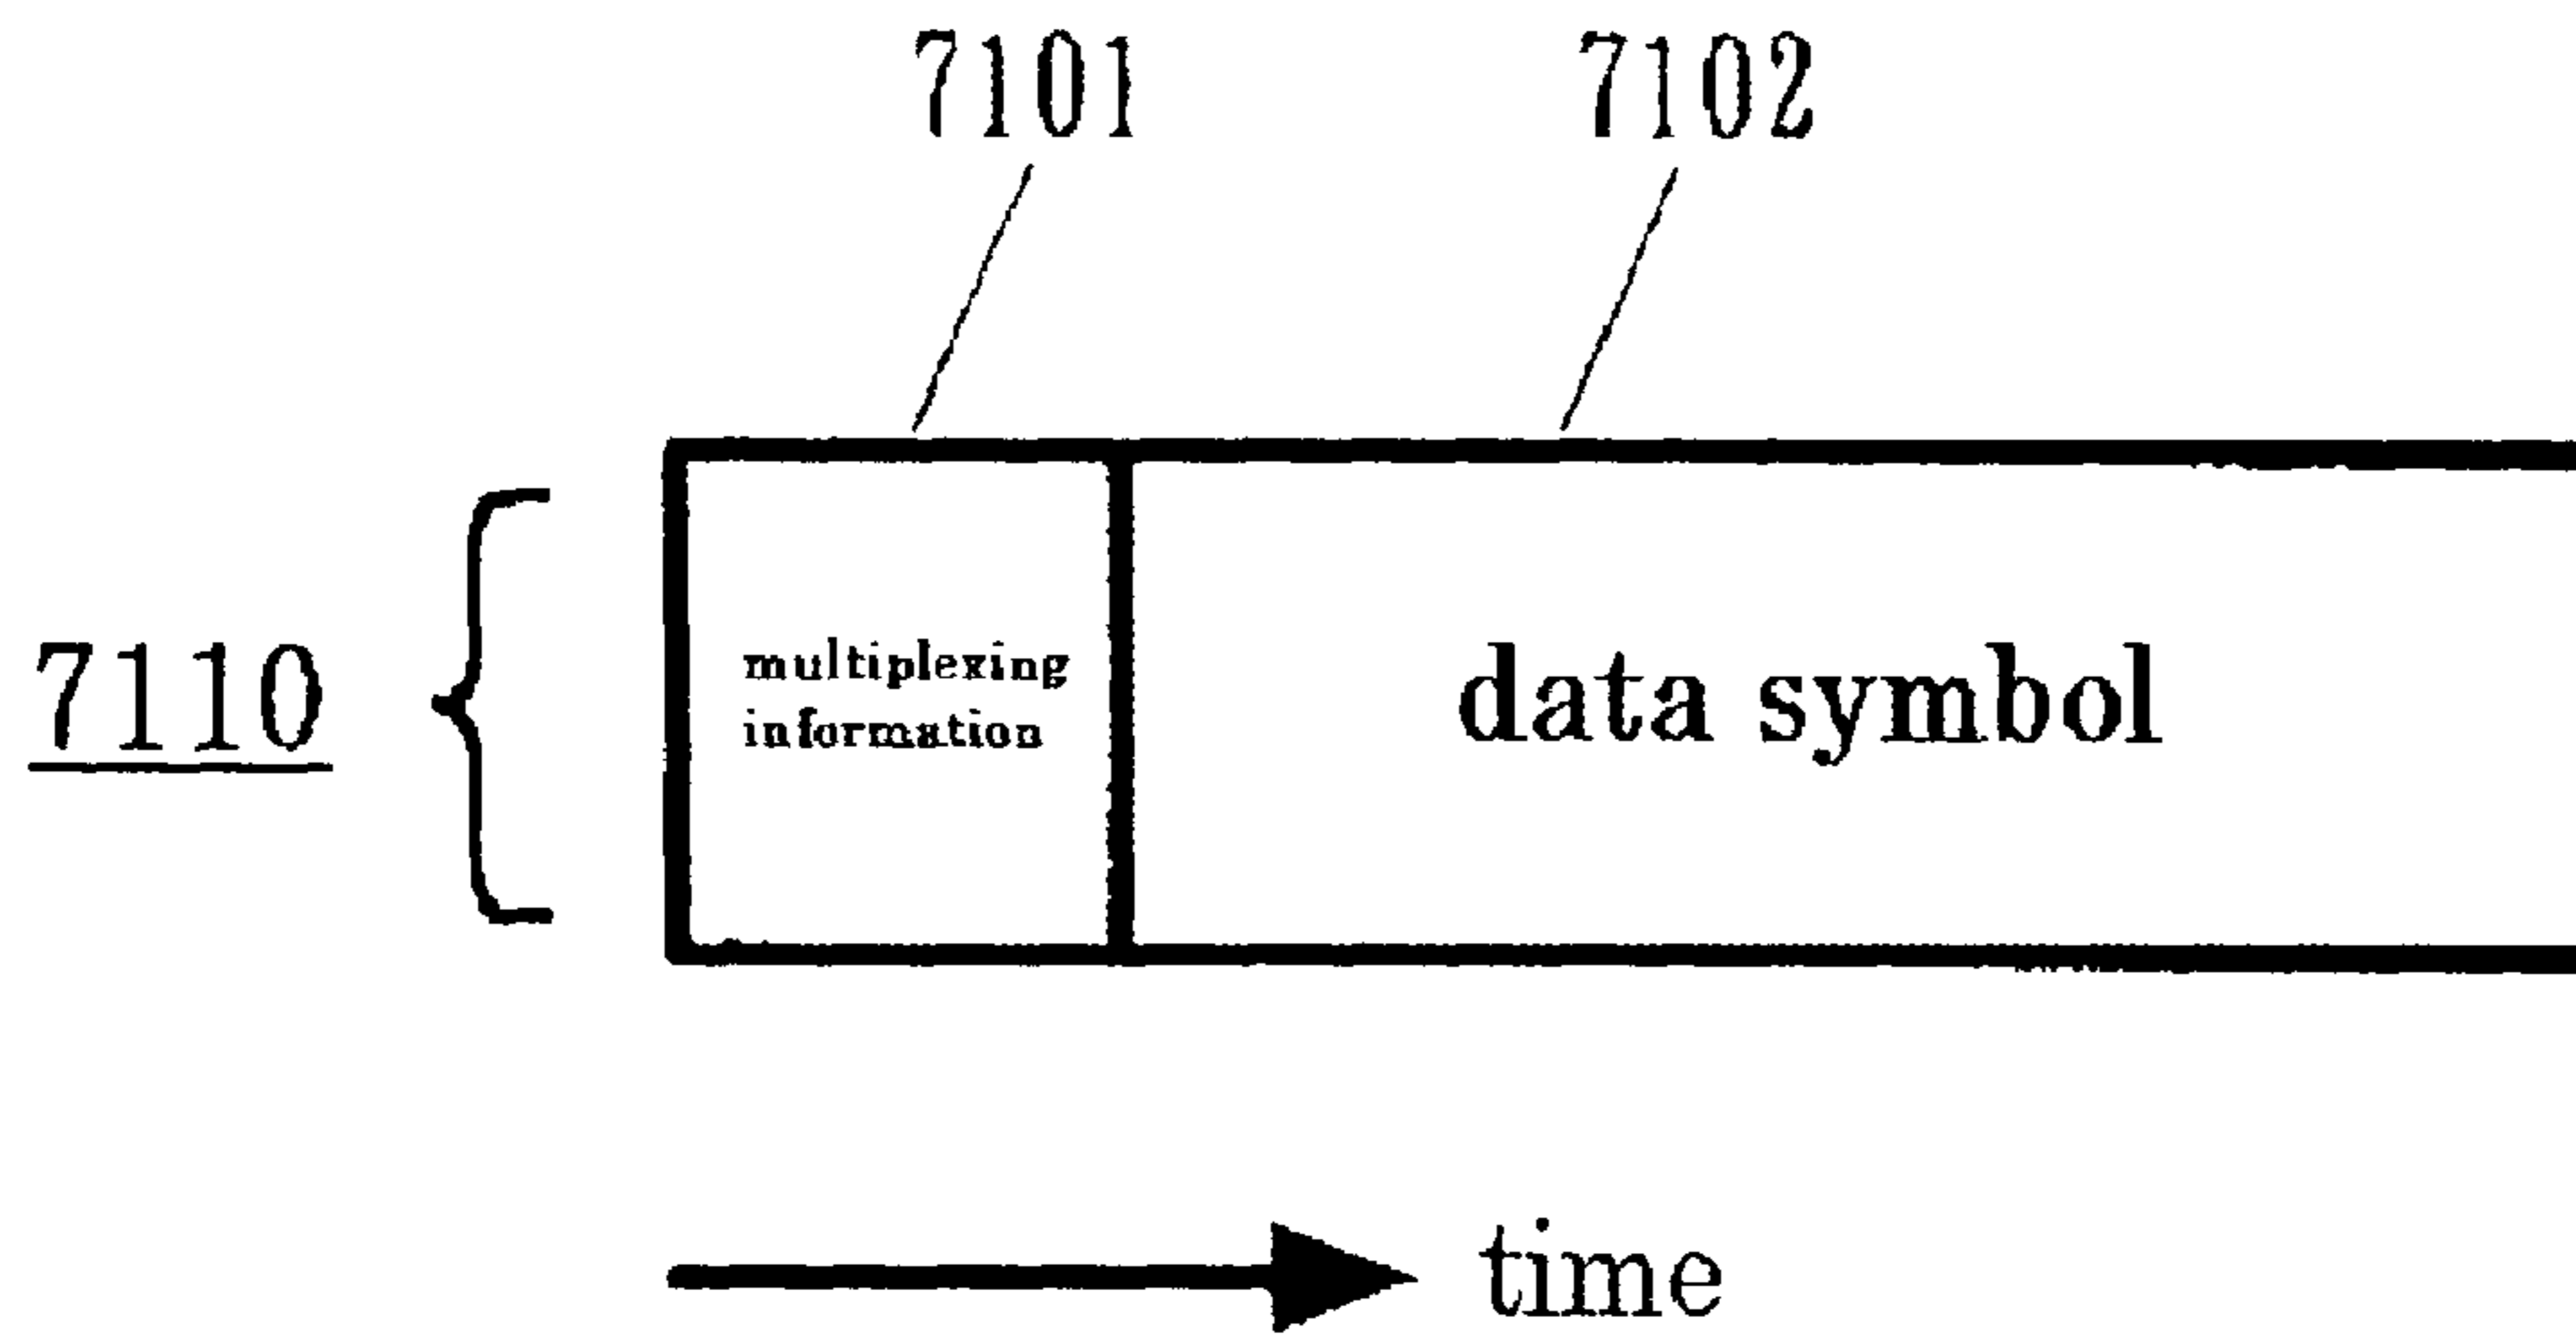 7101
7102
7110
multiplexing
information
data symbol
time